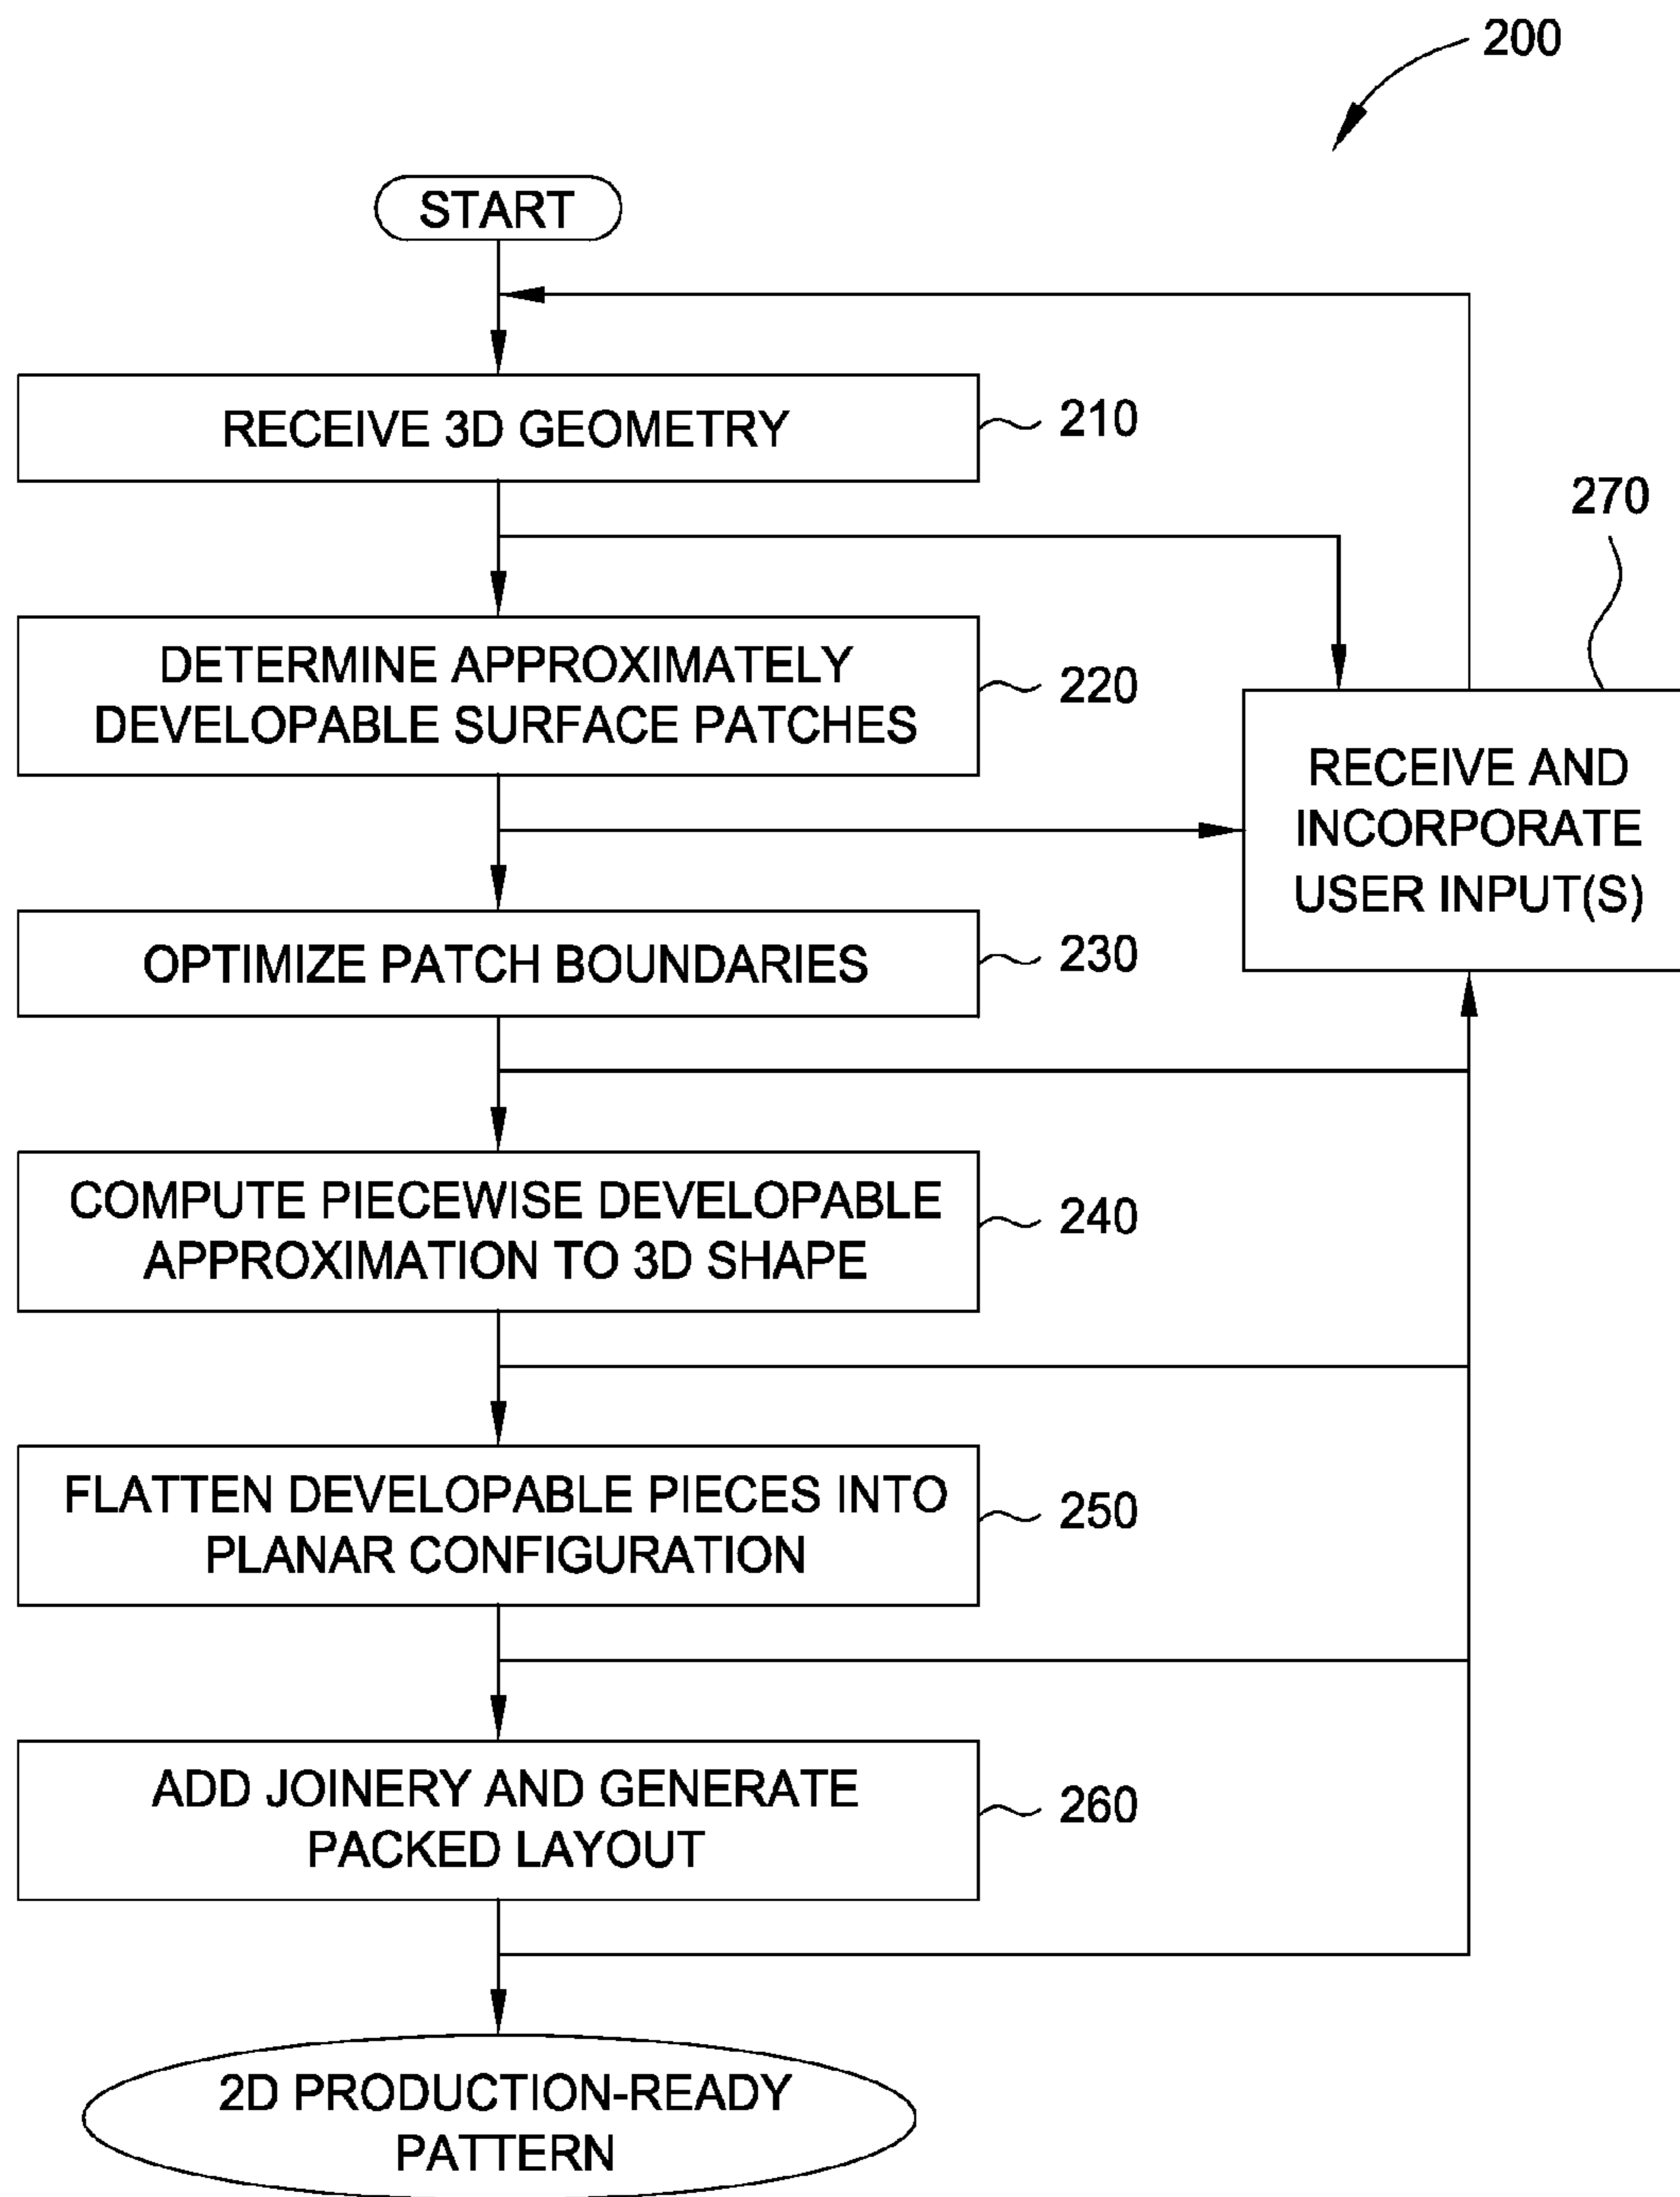 200
START
RECEIVE 3D GEOMETRY
210
270
DETERMINE APPROXIMATELY
DEVELOPABLE SURFACE PATCHES
220
RECEIVE AND
INCORPORATE
USER INPUT(S)
OPTIMIZE PATCH BOUNDARIES
230
COMPUTE PIECEWISE DEVELOPABLE
APPROXIMATION TO 3D SHAPE
240
FLATTEN DEVELOPABLE PIECES INTO
PLANAR CONFIGURATION
250
ADD JOINERY AND GENERATE
PACKED LAYOUT
260
2D PRODUCTION-READY
PATTERN